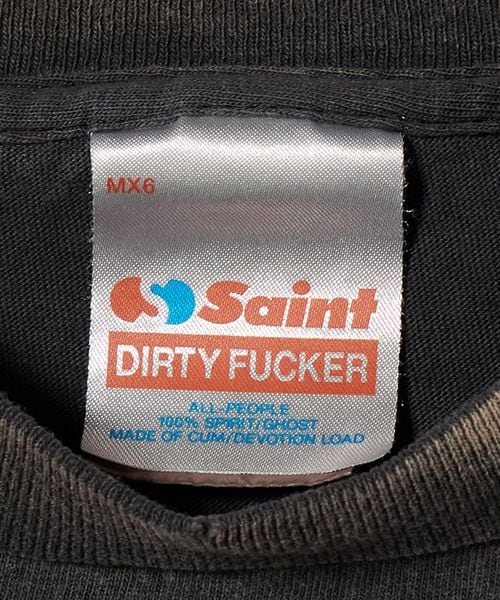 MX6
Saint
DIRTY FUCKER
ALL-PEOPLE
100% SPIRIT/GHOST
MADE OF CUM/DEVOTION LOAD